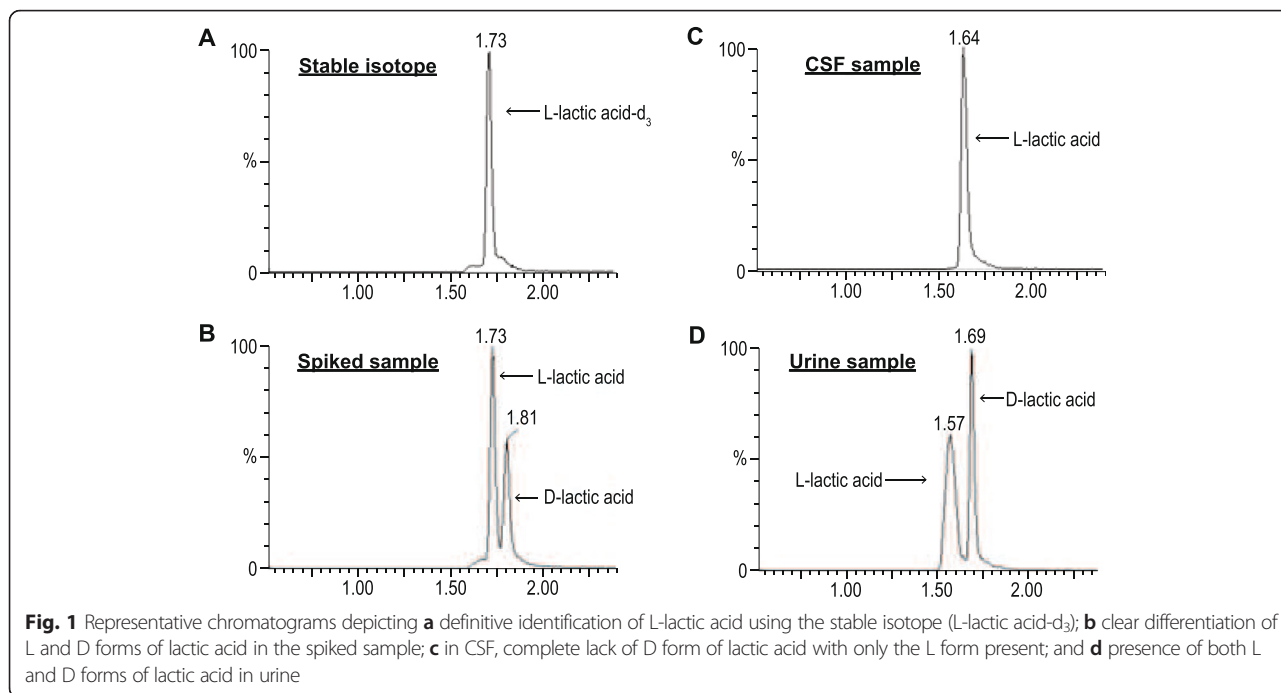 A
1.73
100
Stable isotope
L-lactic acid-d₃
%
0
1.00 1.50 2.00
C
1.64
100
CSF sample
L-lactic acid
%
0
1.00 1.50 2.00
B
1.73
100
Spiked sample
L-lactic acid
1.81
%
D-lactic acid
0
1.00 1.50 2.00
D
1.69
100
Urine sample
D-lactic acid
1.57
%
L-lactic acid
0
1.00 1.50 2.00
Fig. 1 Representative chromatograms depicting a definitive identification of L-lactic acid using the stable isotope (L-lactic acid-d₃); b clear differentiation of
L and D forms of lactic acid in the spiked sample; c in CSF, complete lack of D form of lactic acid with only the L form present; and d presence of both L
and D forms of lactic acid in urine